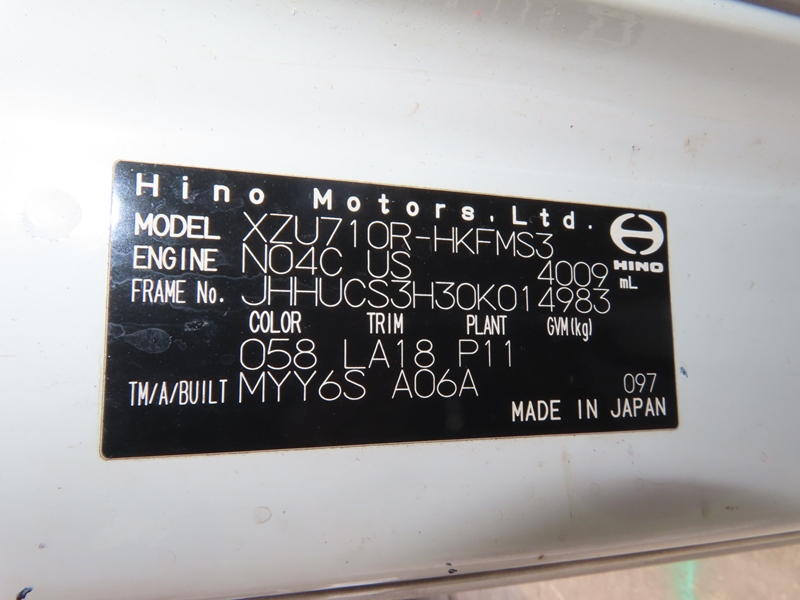 Hino Motors, Ltd.
MODEL XZU710R-HKFMS3
HINO
ENGINE N04C US 4009 mL
FRAME No. JHHUCS3H30K014983
COLOR TRIM PLANT GVM(kg)
058 LA18 P11
TM/A/BUILT MYY6S A06A 097
MADE IN JAPAN